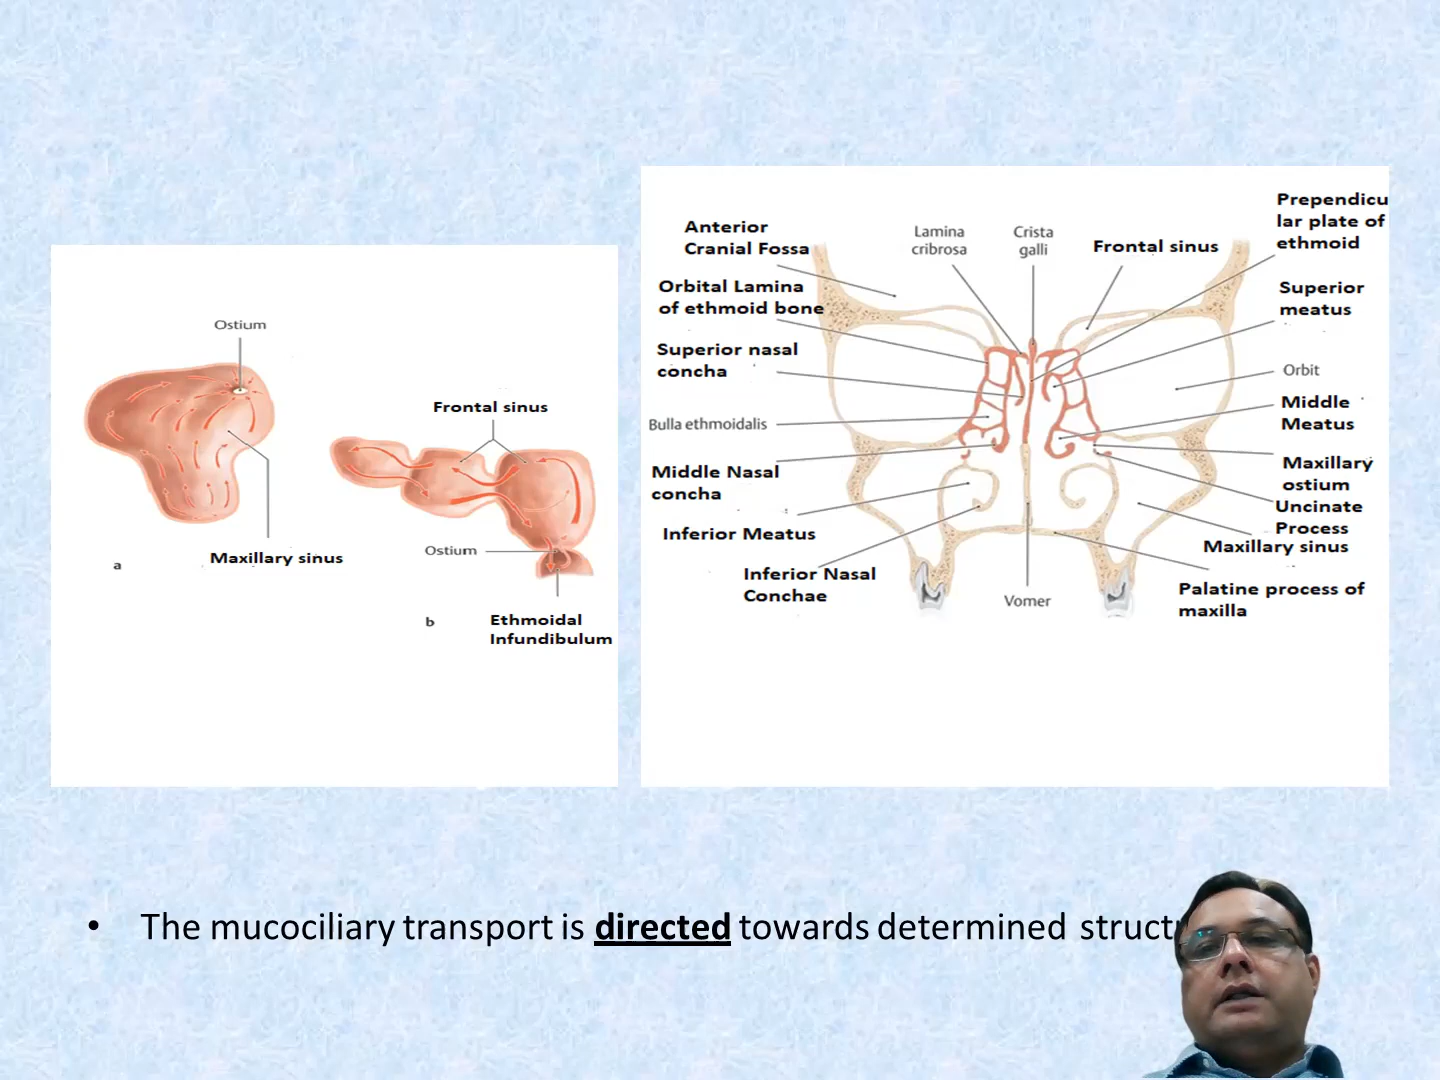 Ostium
Maxillary sinus
a
Frontal sinus
Ostium
Ethmoidal
Infundibulum
b
Anterior
Cranial Fossa
Orbital Lamina
of ethmoid bone
Superior nasal
concha
Bulla ethmoidalis
Middle Nasal
concha
Inferior Meatus
Inferior Nasal
Conchae
Lamina
cribrosa
Crista
galli
Frontal sinus
Prependicu
lar plate of
ethmoid
Superior
meatus
Orbit
Middle
Meatus
Maxillary
ostium
Uncinate
Process
Maxillary sinus
Palatine process of
maxilla
Vomer
• The mucociliary transport is directed towards determined